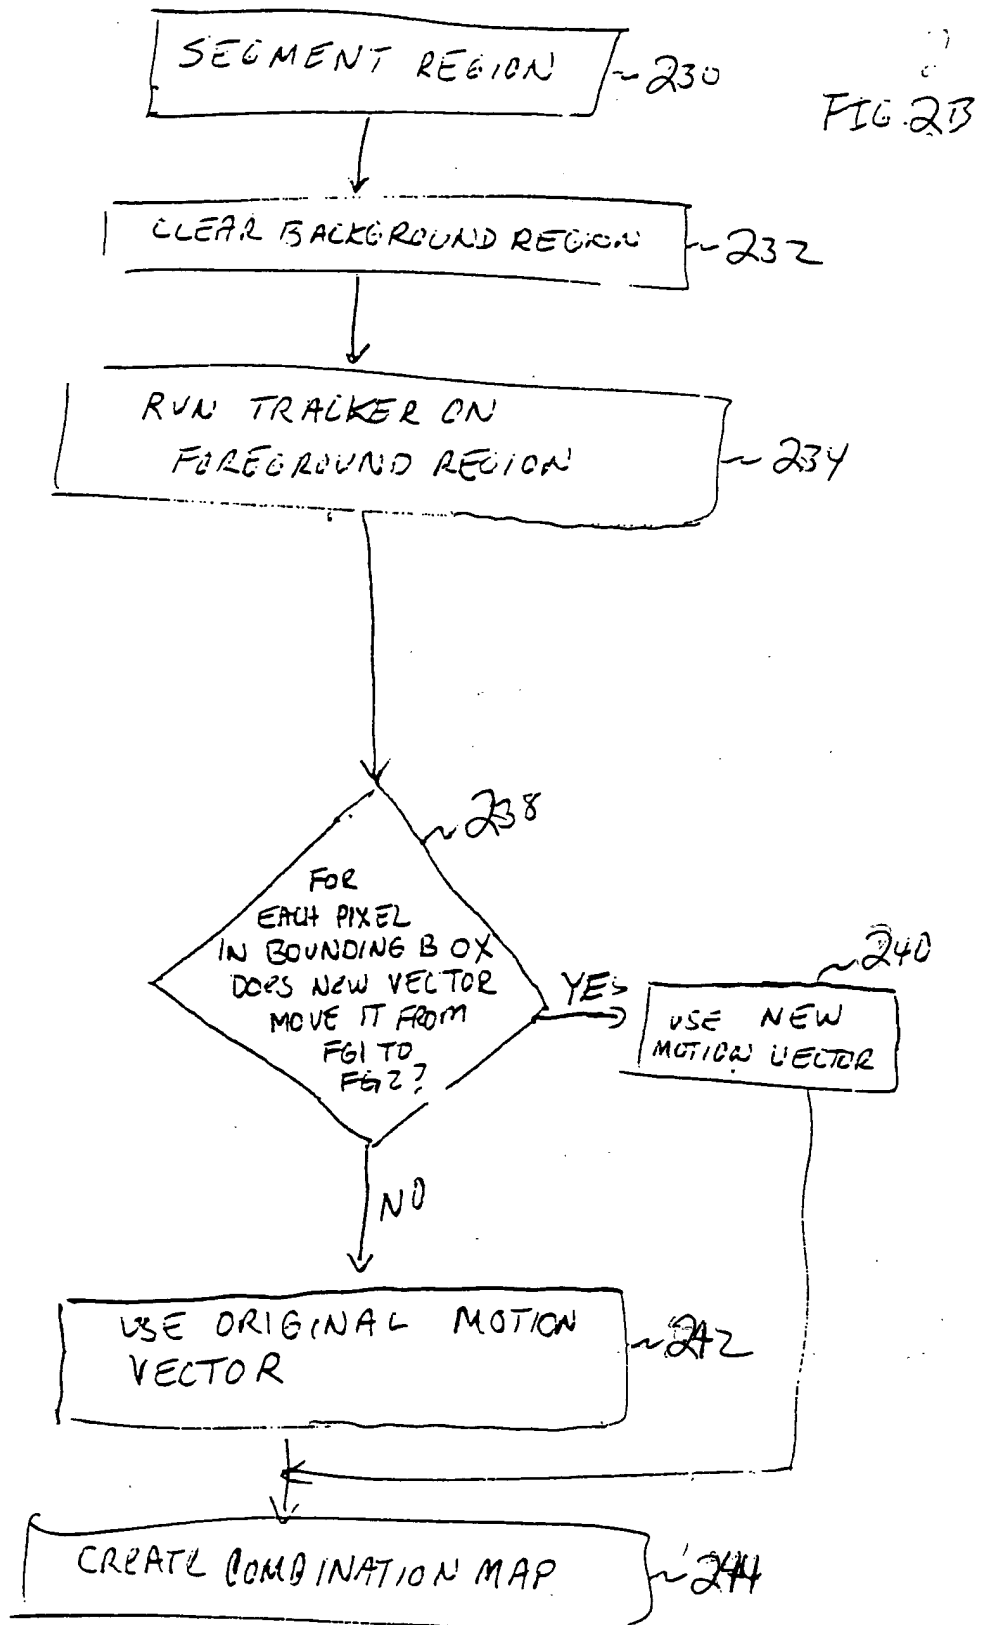 SEGMENT REGION ~230
FIG.2B
CLEAR BACKGROUND REGION ~232
RUN TRACKER ON
FOREGROUND REGION ~234
~238
FOR
EACH PIXEL
IN BOUNDING BOX
DOES NEW VECTOR
MOVE IT FROM
FG1 TO
FG2?
YES
~240
USE NEW
MOTION VECTOR
NO
USE ORIGINAL MOTION
VECTOR
~242
CREATE COMBINATION MAP ~244